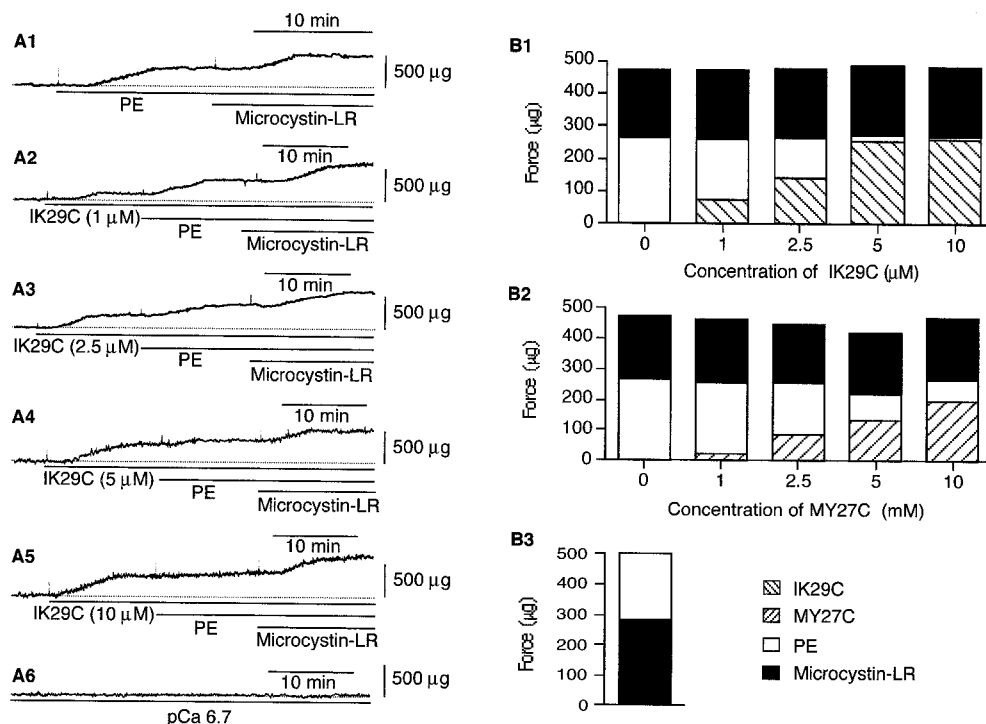 A1
10 min
500 µg
PE
Microcystin-LR
A2
10 min
500 µg
IK29C (1 µM)
PE
Microcystin-LR
A3
10 min
500 µg
IK29C (2.5 µM)
PE
Microcystin-LR
A4
10 min
500 µg
IK29C (5 µM)
PE
Microcystin-LR
A5
10 min
500 µg
IK29C (10 µM)
PE
Microcystin-LR
A6
10 min
500 µg
pCa 6.7
B1
500
400
300
200
100
0
Force (µg)
0 1 2.5 5 10
Concentration of IK29C (µM)
B2
500
400
300
200
100
0
Force (µg)
0 1 2.5 5 10
Concentration of MY27C (mM)
B3
500
400
300
200
100
0
Force (µg)
IK29C
MY27C
PE
Microcystin-LR